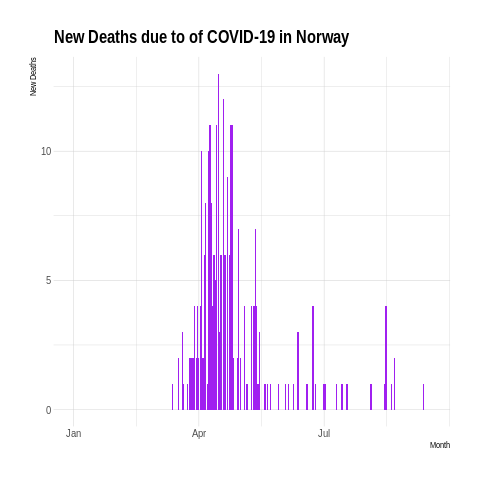 New Deaths due to of COVID-19 in Norway
New Deaths
10
5
0
Jan Apr Jul
Month